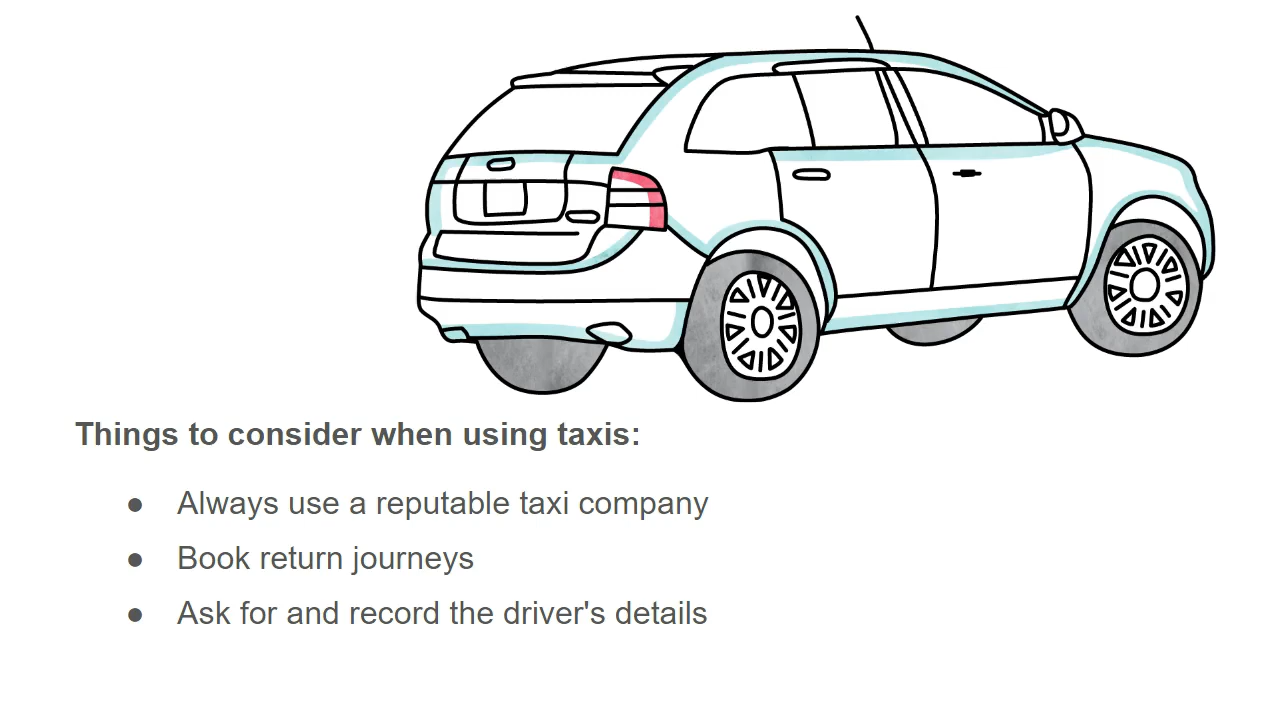 Things to consider when using taxis:
● Always use a reputable taxi company
● Book return journeys
● Ask for and record the driver's details